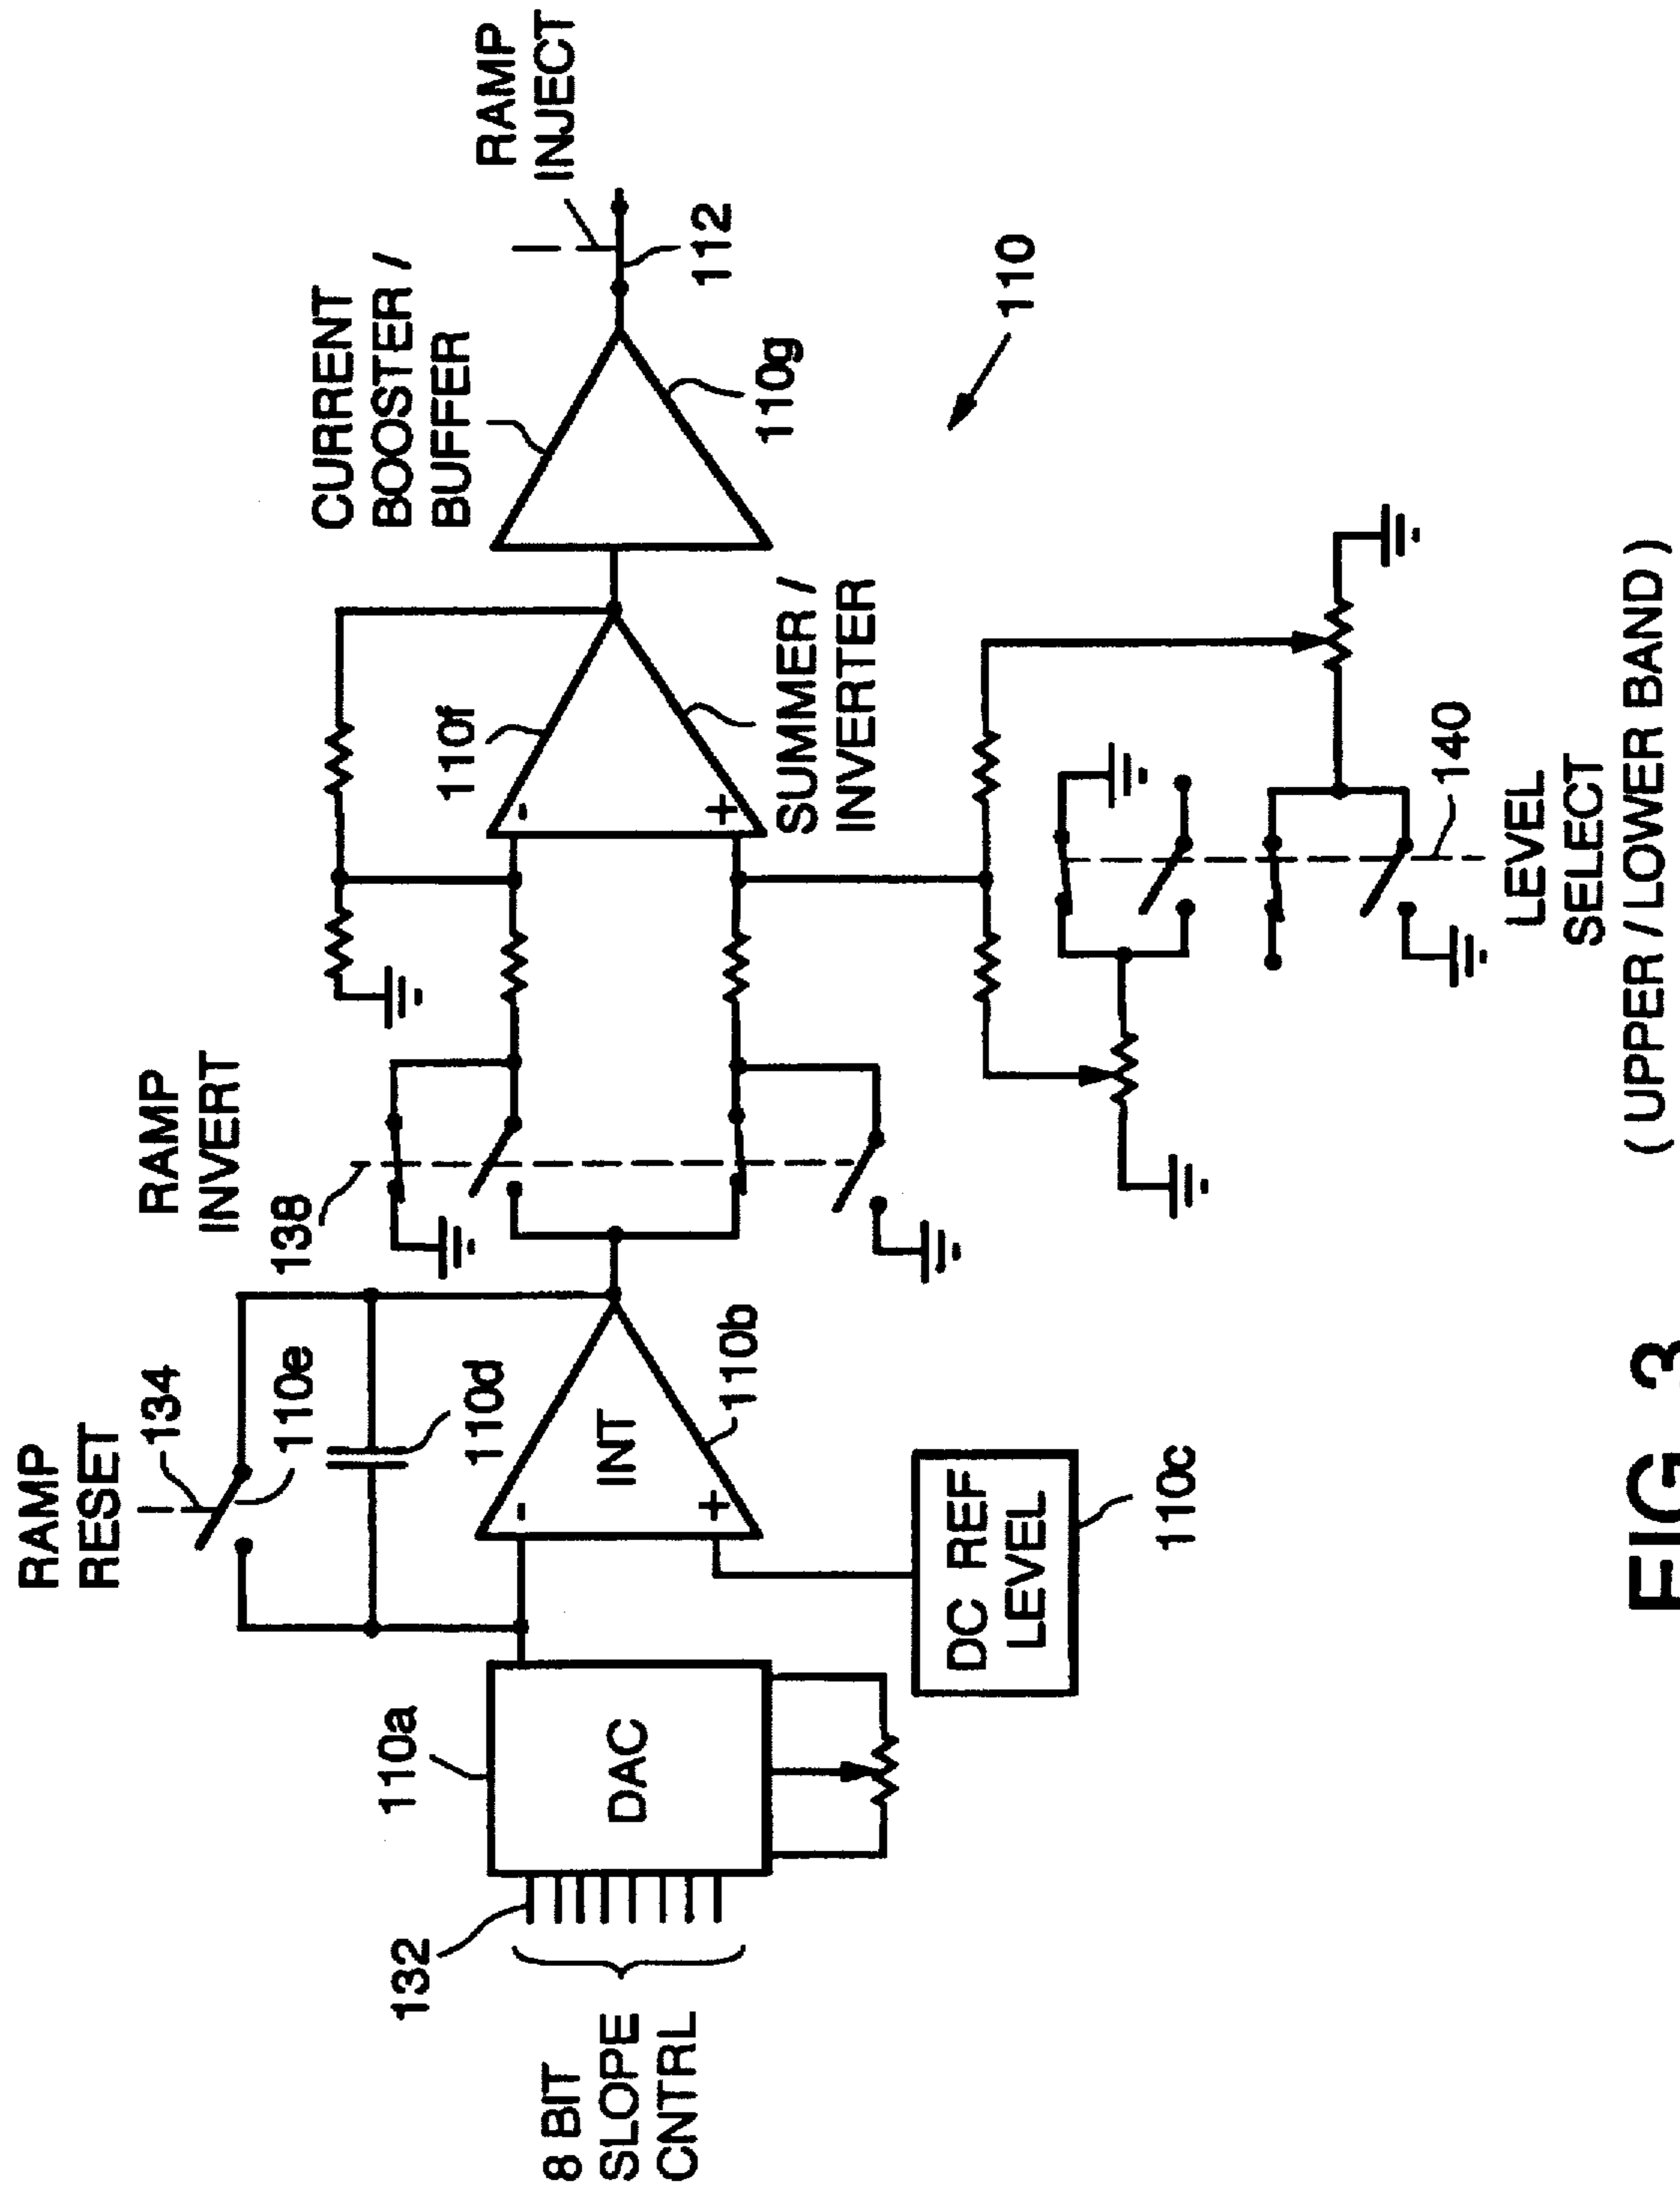 RAMP
RESET
134
110e
110d
RAMP
INVERT
138
CURRENT
BOOSTER /
BUFFER
RAMP
INJECT
112
8 BIT
SLOPE
CNTRL
132
110a
DAC
-
INT
+
110b
DC REF
LEVEL
110c
110f
-
+
SUMMER /
INVERTER
110g
110
140
LEVEL
SELECT
( UPPER / LOWER BAND )
FIG. 3